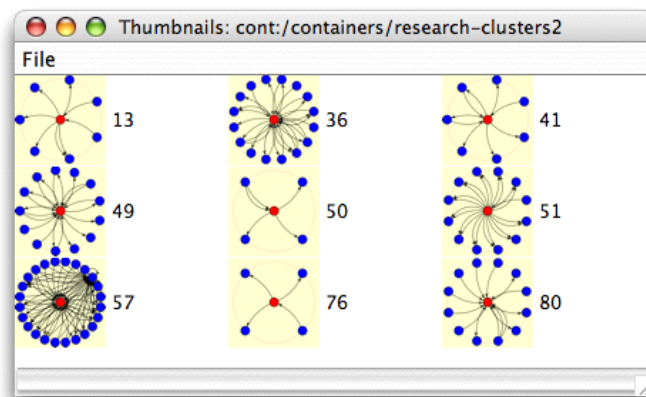 Thumbnails: cont:/containers/research-clusters2
File
13 36 41
49 50 51
57 76 80